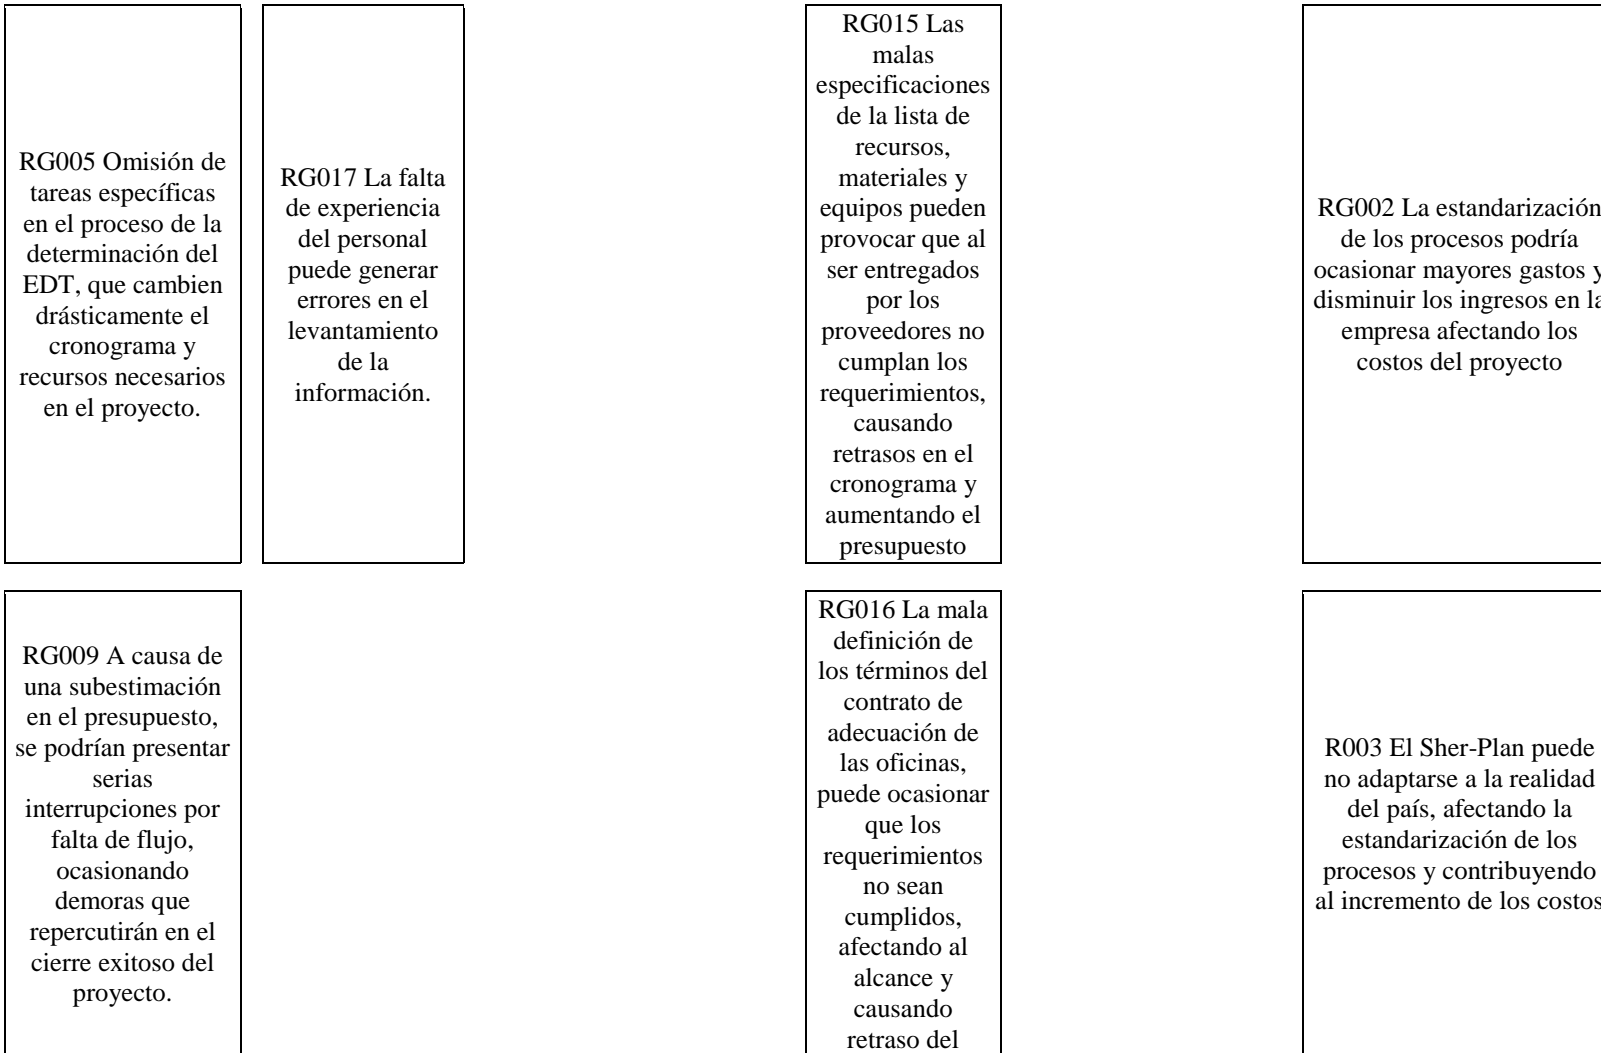 RG005 Omisión de
tareas específicas
en el proceso de la
determinación del
EDT, que cambien
drásticamente el
cronograma y
recursos necesarios
en el proyecto.
RG017 La falta
de experiencia
del personal
puede generar
errores en el
levantamiento
de la
información.
RG015 Las
malas
especificaciones
de la lista de
recursos,
materiales y
equipos pueden
provocar que al
ser entregados
por los
proveedores no
cumplan los
requerimientos,
causando
retrasos en el
cronograma y
aumentando el
presupuesto
RG002 La estandarización
de los procesos podría
ocasionar mayores gastos y
disminuir los ingresos en la
empresa afectando los
costos del proyecto
RG009 A causa de
una subestimación
en el presupuesto,
se podrían presentar
serias
interrupciones por
falta de flujo,
ocasionando
demoras que
repercutirán en el
cierre exitoso del
proyecto.
RG016 La mala
definición de
los términos del
contrato de
adecuación de
las oficinas,
puede ocasionar
que los
requerimientos
no sean
cumplidos,
afectando al
alcance y
causando
retraso del
R003 El Sher-Plan puede
no adaptarse a la realidad
del país, afectando la
estandarización de los
procesos y contribuyendo
al incremento de los costos